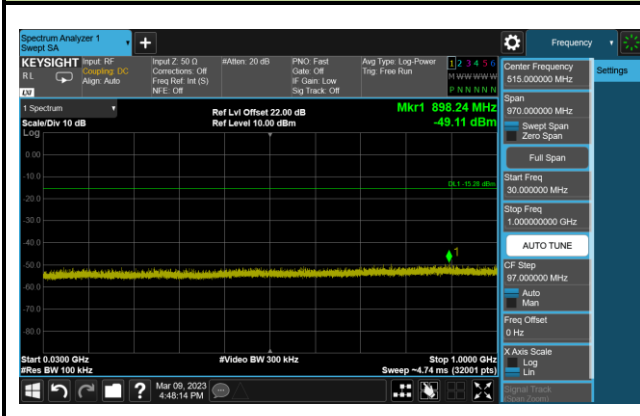 Spectrum Analyzer 1
Swept SA
Frequency
KEYSIGHT
RL
LXI
Input: RF
Coupling: DC
Align: Auto
Input Z: 50 Ω
Corrections: Off
Freq Ref: Int (S)
NFE: Off
#Atten: 20 dB
PNO: Fast
Gate: Off
IF Gain: Low
Sig Track: Off
Avg Type: Log-Power
Trig: Free Run
1 2 3 4 5 6
M W W W W W
P N N N N N
1 Spectrum
Scale/Div 10 dB
Log
Ref Lvl Offset 22.00 dB
Ref Level 10.00 dBm
Mkr1 898.24 MHz
-49.11 dBm
0.00
-10.0
-20.0
-30.0
-40.0
-50.0
-60.0
-70.0
-80.0
DL1 -15.28 dBm
1
Start 0.0300 GHz
#Res BW 100 kHz
#Video BW 300 kHz
Stop 1.0000 GHz
Sweep ~4.74 ms (32001 pts)
Center Frequency
515.000000 MHz
Settings
Span
970.000000 MHz
Swept Span
Zero Span
Full Span
Start Freq
30.000000 MHz
Stop Freq
1.000000000 GHz
AUTO TUNE
CF Step
97.000000 MHz
Auto
Man
Freq Offset
0 Hz
X Axis Scale
Log
Lin
Signal Track
(Span Zoom)
?
Mar 09, 2023
4:48:14 PM